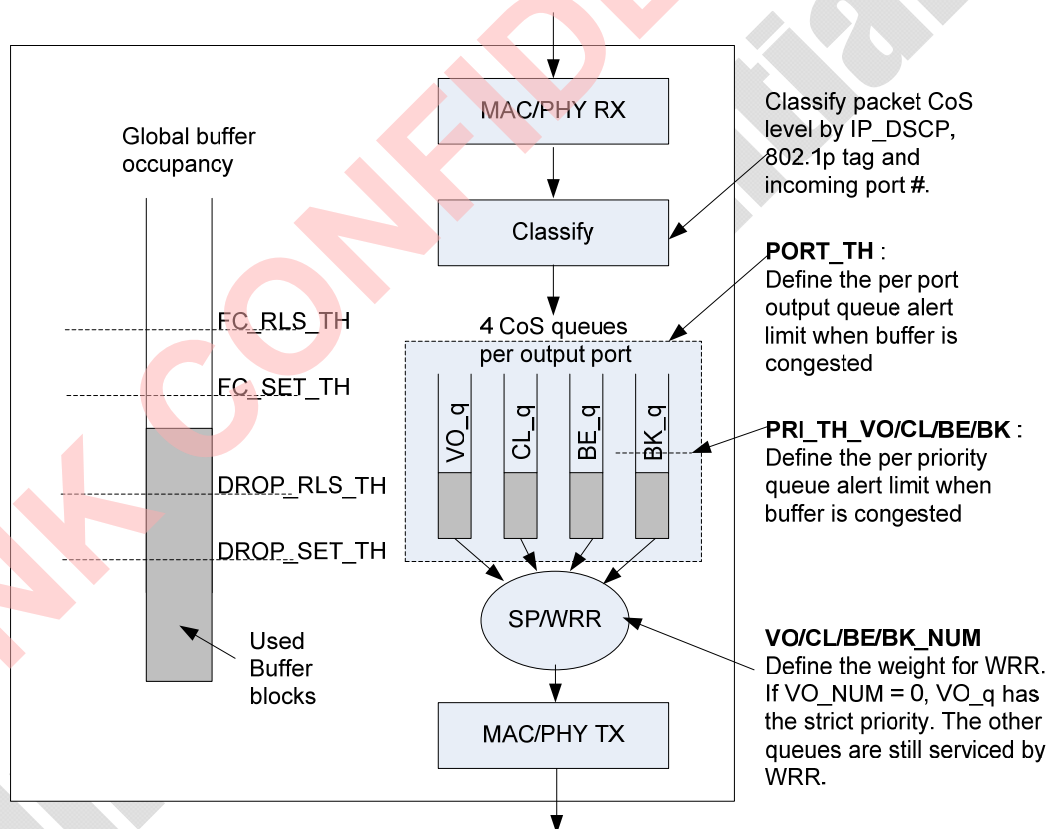 MAC/PHY RX
Classify packet CoS
level by IP_DSCP,
802.1p tag and
incoming port #.
Global buffer
occupancy
Classify
PORT_TH :
Define the per port
output queue alert
limit when buffer is
congested
FC_RLS_TH
4 CoS queues
per output port
FC_SET_TH
VO_q
CL_q
BE_q
BK_q
PRI_TH_VO/CL/BE/BK :
Define the per priority
queue alert limit when
buffer is congested
DROP_RLS_TH
DROP_SET_TH
SP/WRR
Used
Buffer
blocks
VO/CL/BE/BK_NUM
Define the weight for WRR.
If VO_NUM = 0, VO_q has
the strict priority. The other
queues are still serviced by
WRR.
MAC/PHY TX
NK CONFID
ntia